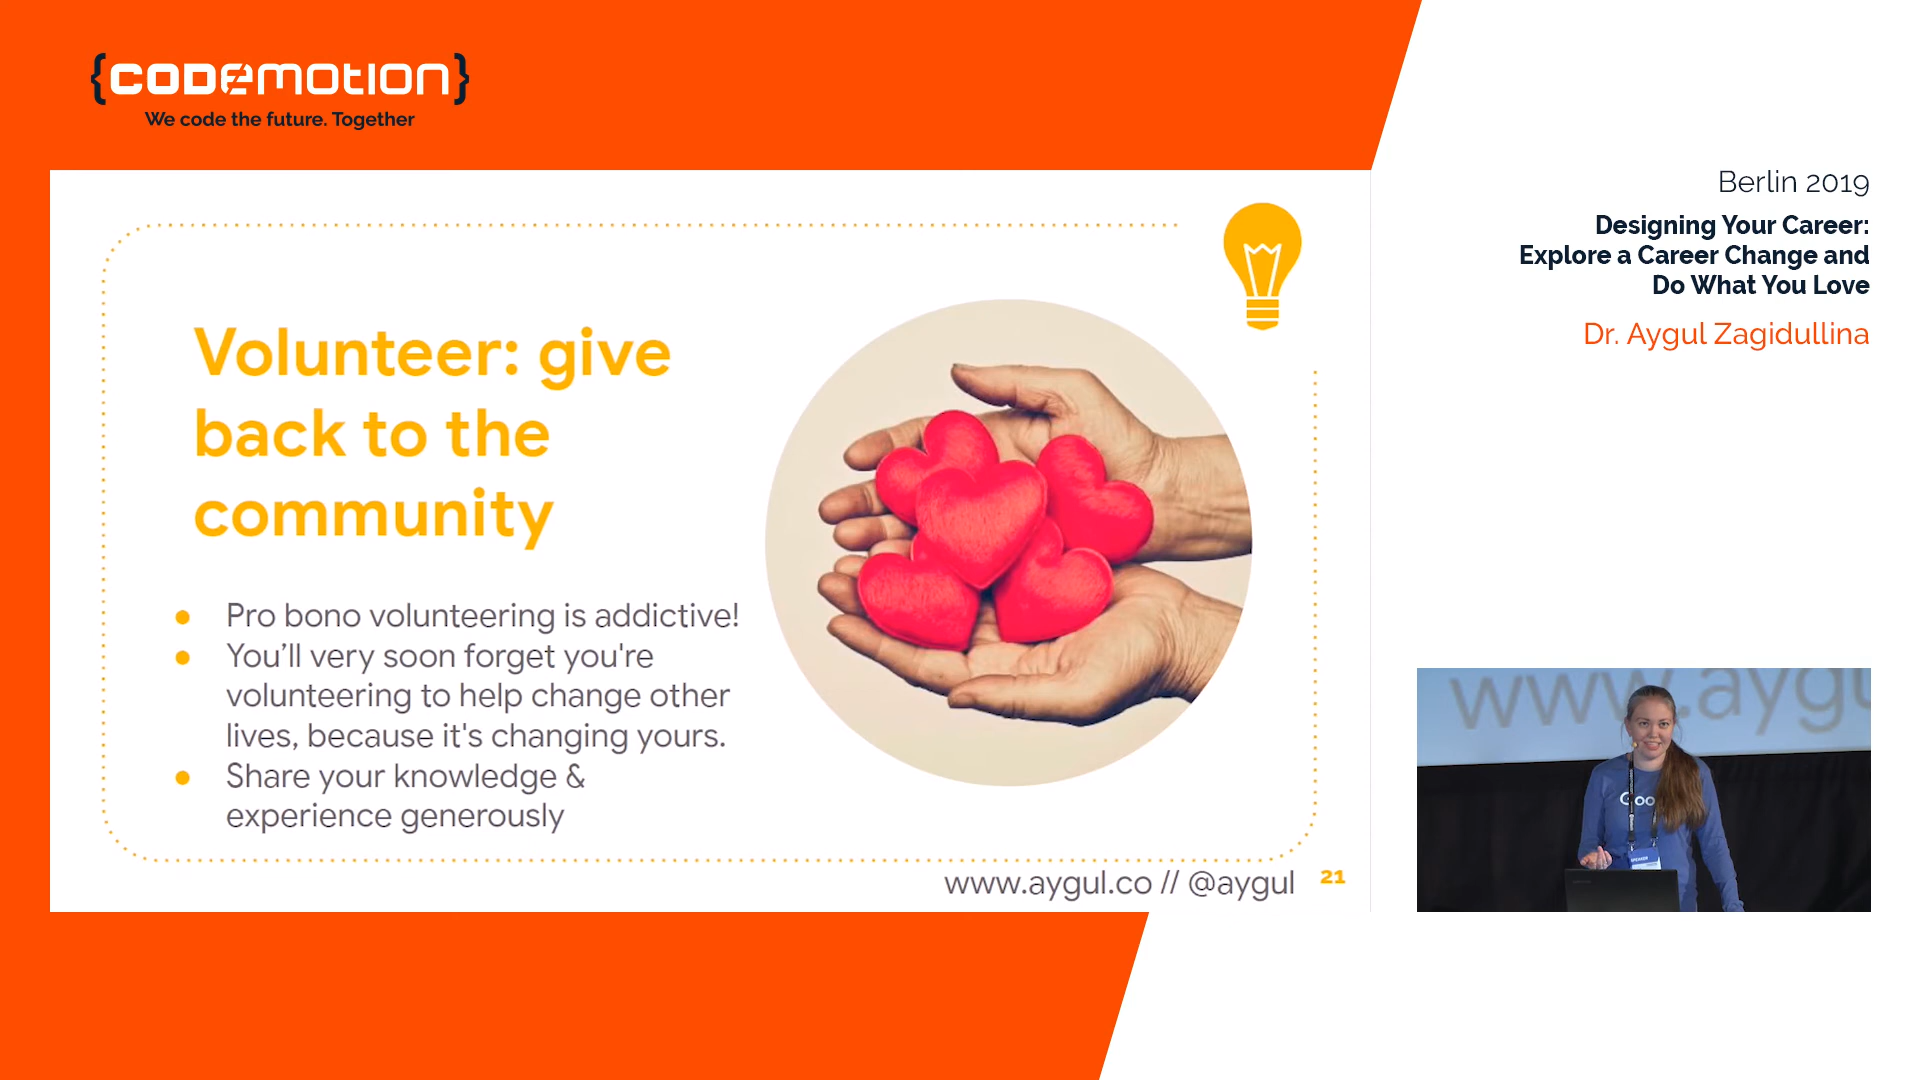 {CODEMOTION}
We code the future. Together
Berlin 2019
Designing Your Career:
Explore a Career Change and
Do What You Love
Dr. Aygul Zagidullina
Volunteer: give
back to the
community
● Pro bono volunteering is addictive!
● You’ll very soon forget you're
volunteering to help change other
lives, because it's changing yours.
● Share your knowledge &
experience generously
www.aygul.co // @aygul
21
www.aygu
Goo